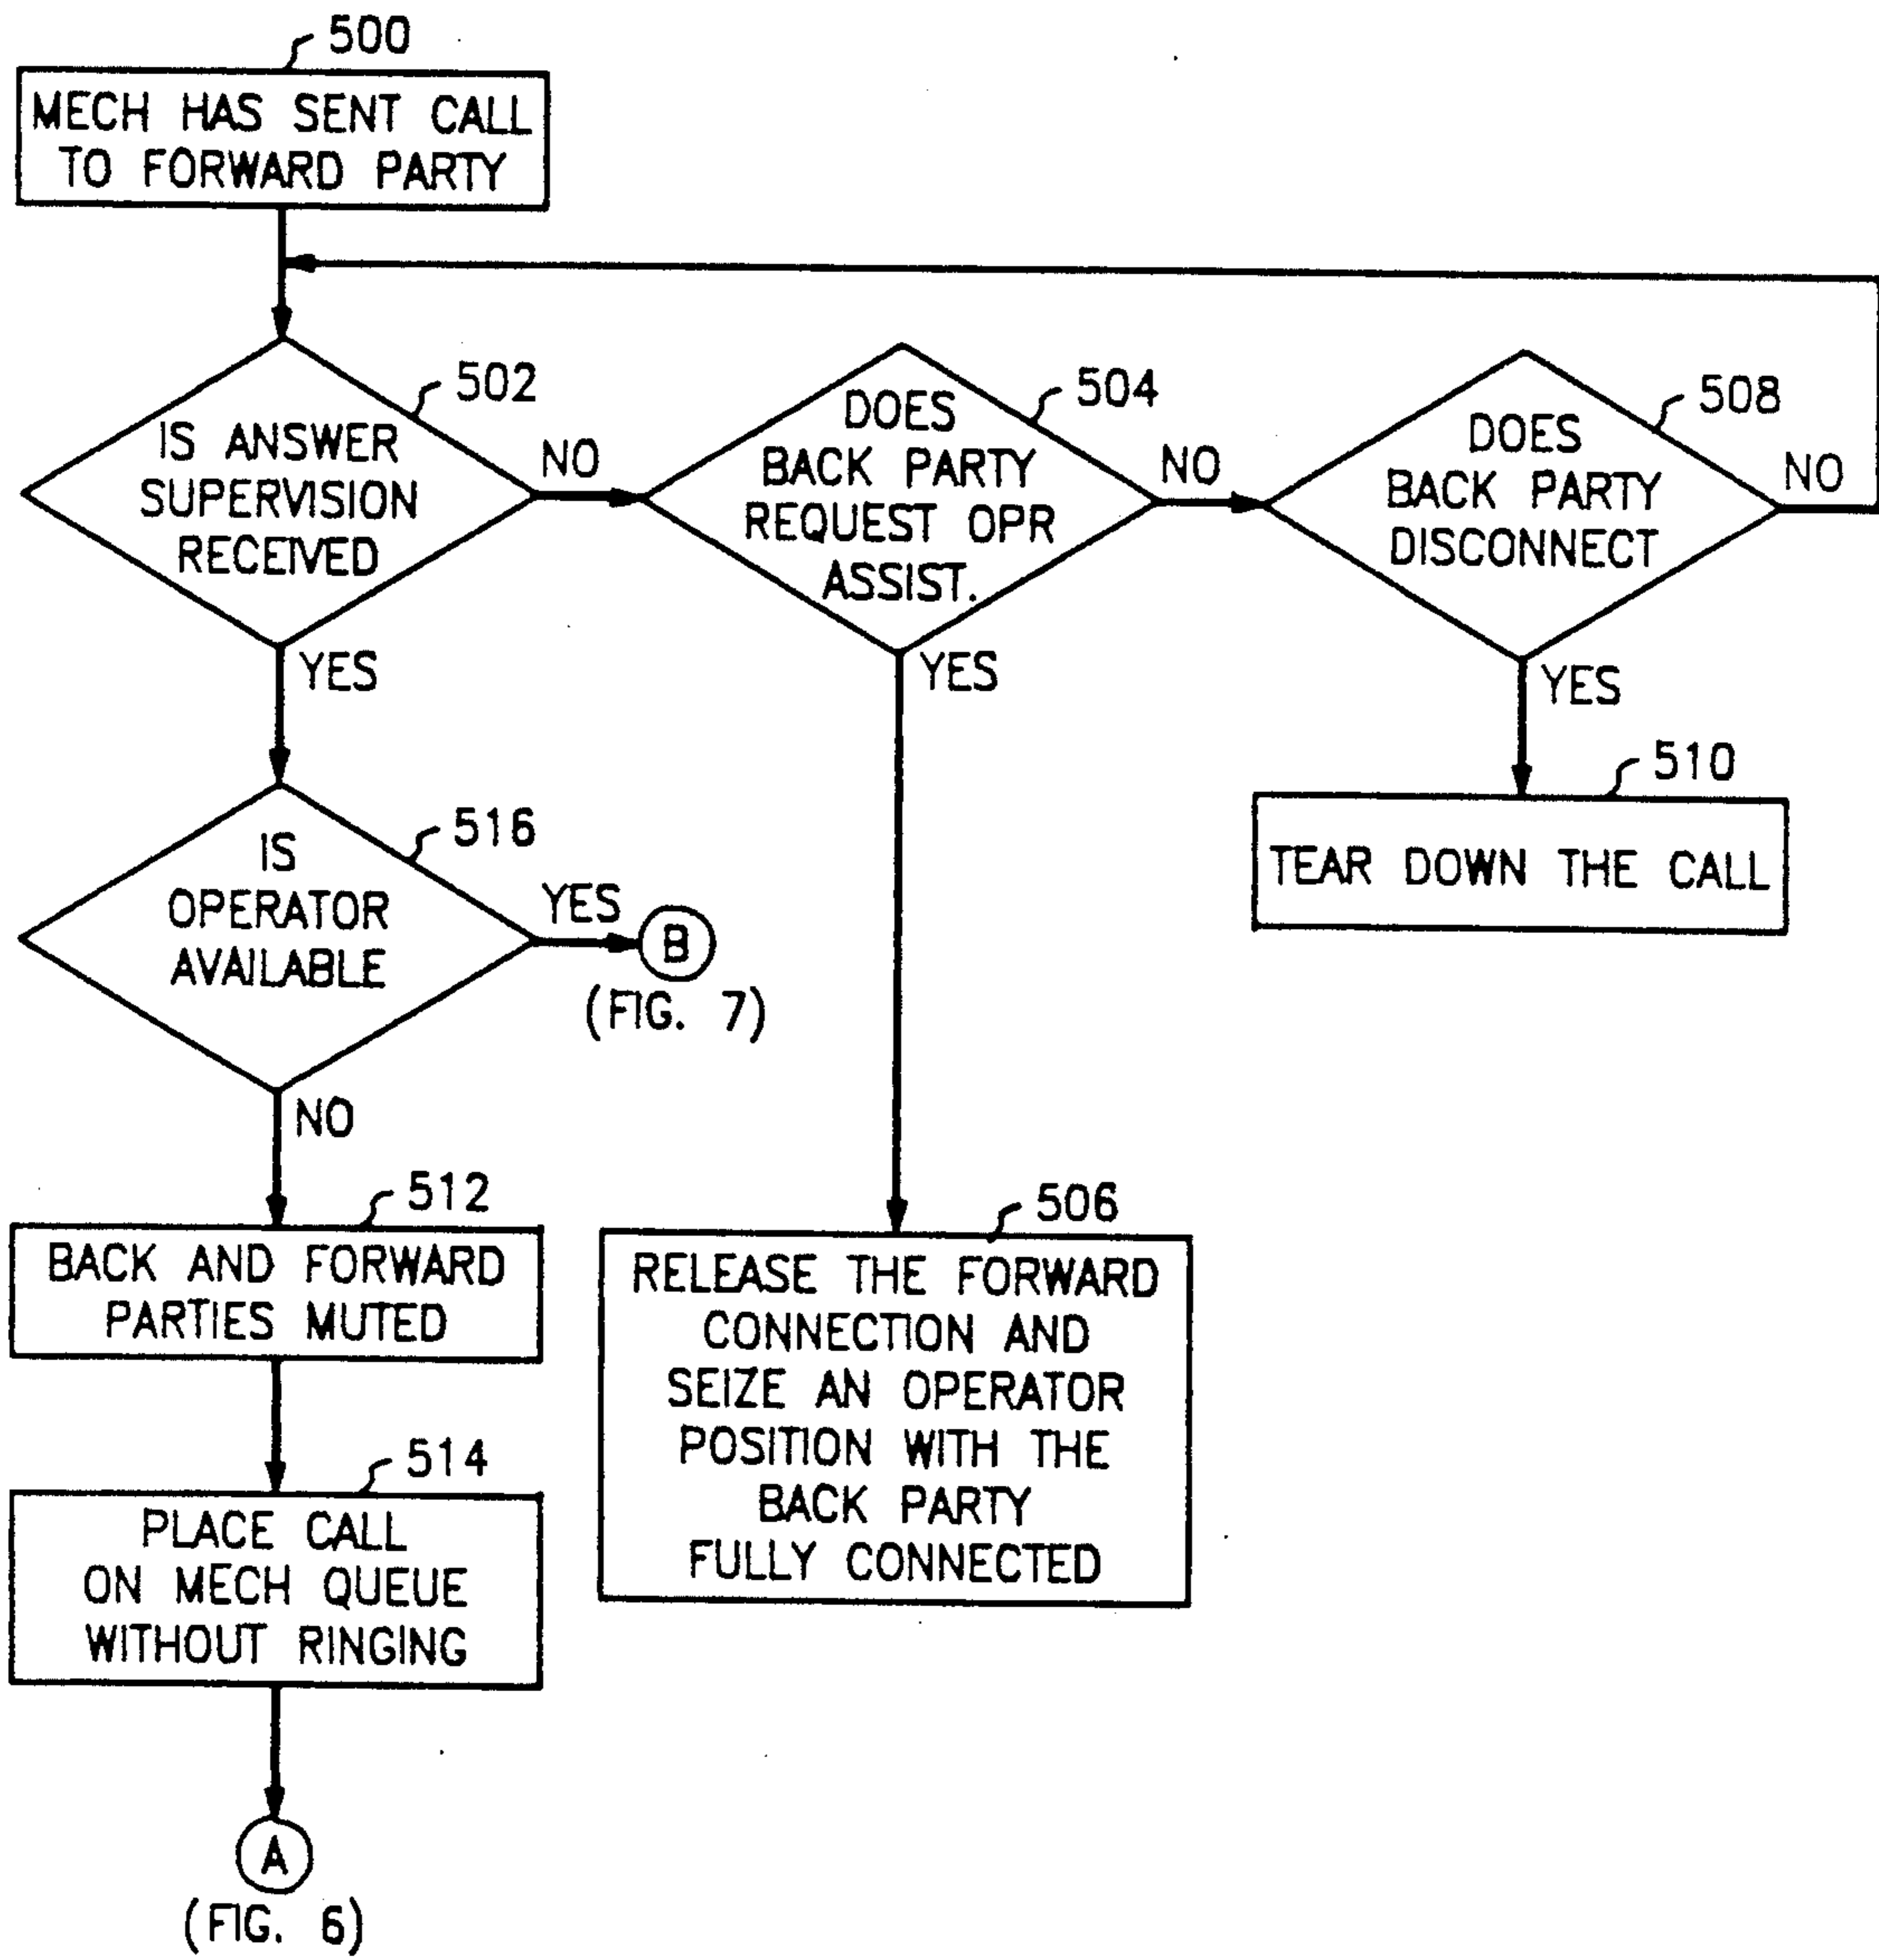 500
MECH HAS SENT CALL
TO FORWARD PARTY
502
IS ANSWER
SUPERVISION
RECEIVED
NO
YES
504
DOES
BACK PARTY
REQUEST OPR
ASSIST.
NO
YES
508
DOES
BACK PARTY
DISCONNECT
NO
YES
510
TEAR DOWN THE CALL
516
IS
OPERATOR
AVAILABLE
YES
B
(FIG. 7)
NO
512
BACK AND FORWARD
PARTIES MUTED
506
RELEASE THE FORWARD
CONNECTION AND
SEIZE AN OPERATOR
POSITION WITH THE
BACK PARTY
FULLY CONNECTED
514
PLACE CALL
ON MECH QUEUE
WITHOUT RINGING
A
(FIG. 6)